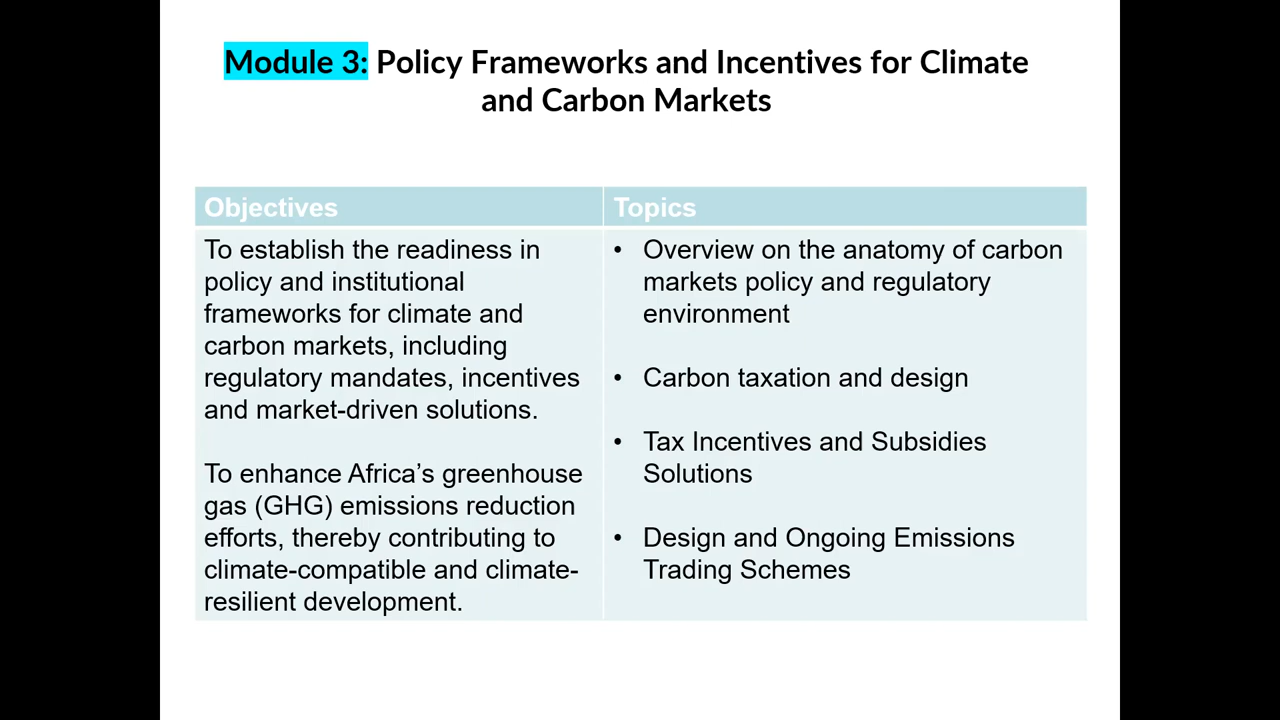 Module 3: Policy Frameworks and Incentives for Climate
and Carbon Markets
Objectives
To establish the readiness in
policy and institutional
frameworks for climate and
carbon markets, including
regulatory mandates, incentives
and market-driven solutions.
To enhance Africa’s greenhouse
gas (GHG) emissions reduction
efforts, thereby contributing to
climate-compatible and climate-
resilient development.
Topics
• Overview on the anatomy of carbon
markets policy and regulatory
environment
• Carbon taxation and design
• Tax Incentives and Subsidies
Solutions
• Design and Ongoing Emissions
Trading Schemes